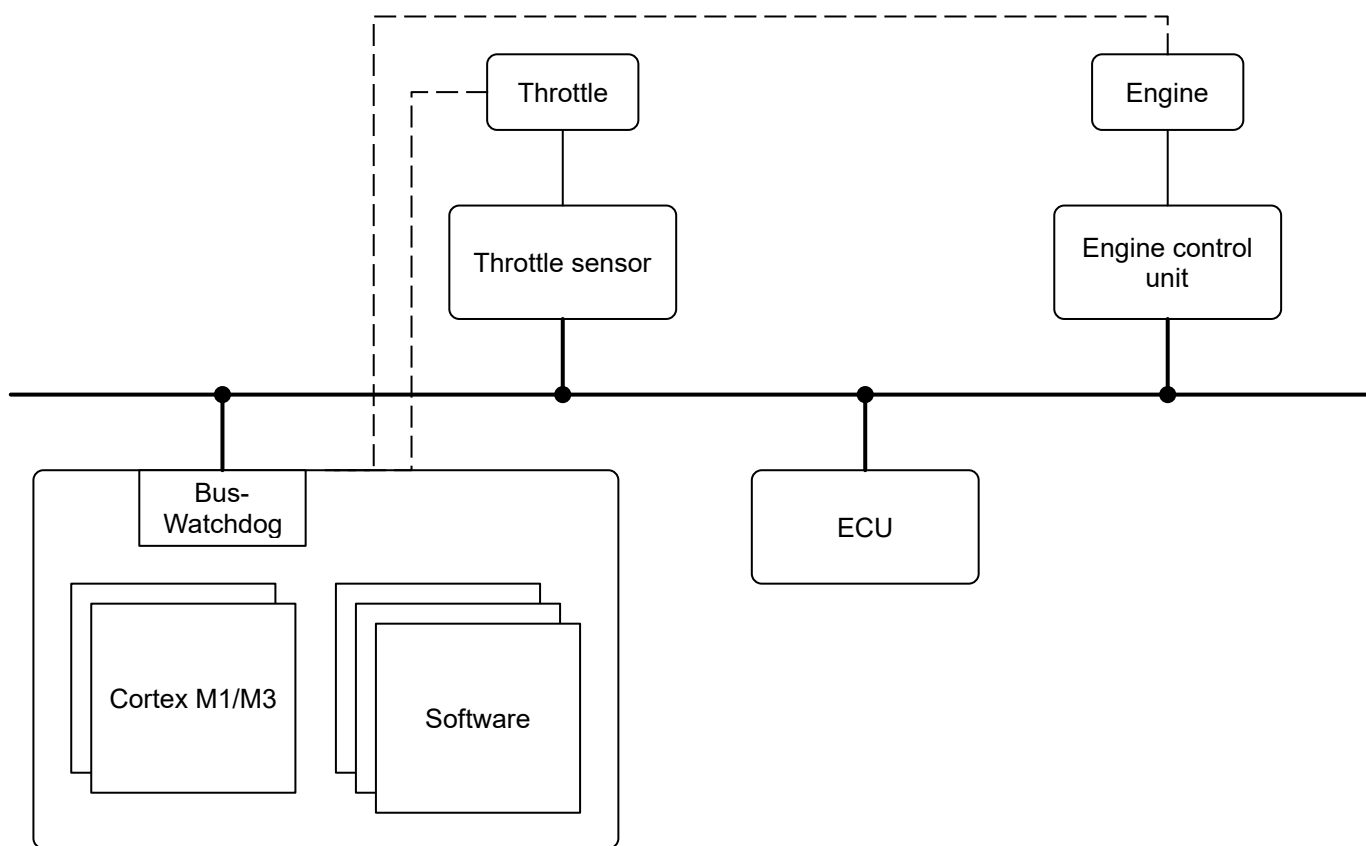 Throttle
Engine
Throttle sensor
Engine control
unit
Bus-
Watchdog
ECU
Cortex M1/M3
Software